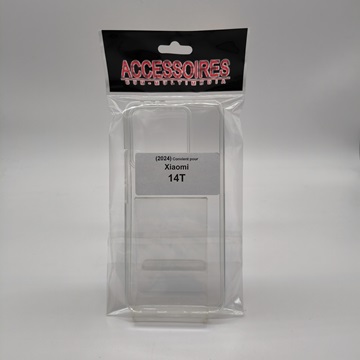 ACCESSOIRES
(2024) Convient pour
Xiaomi
14T